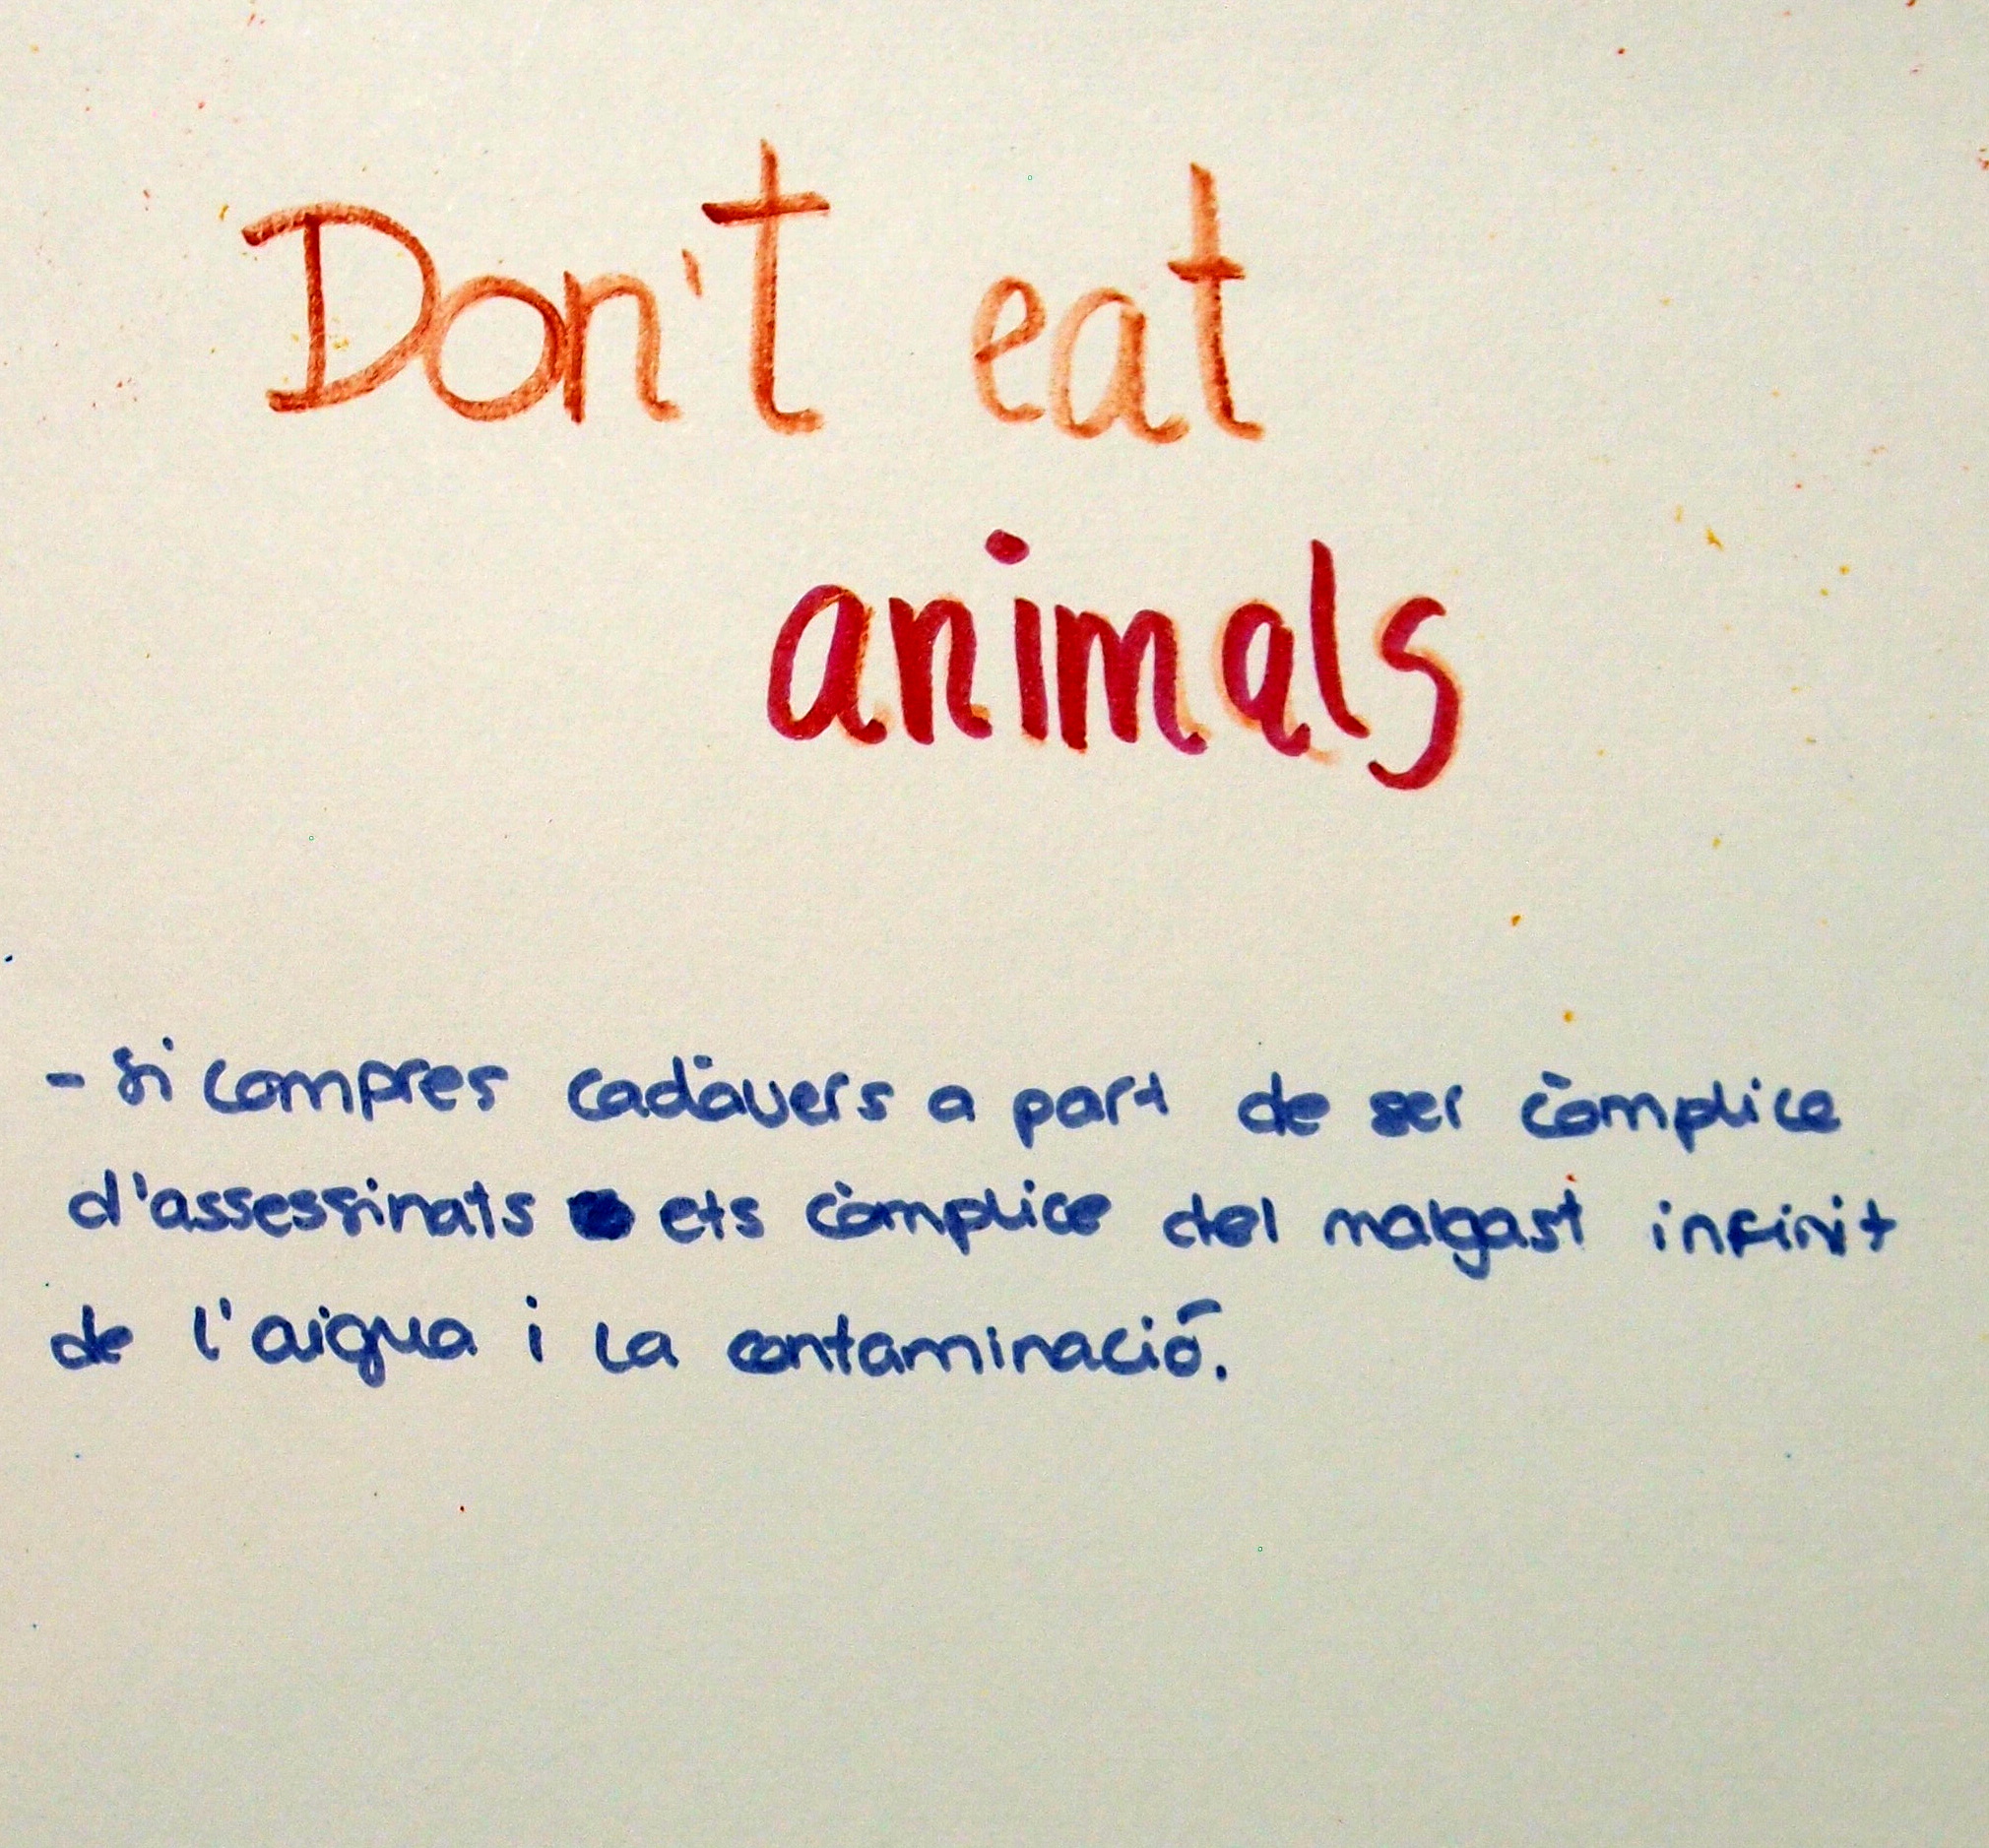 Don't eat
animals
- Si compres cadàvers a part de ser còmplice
d'assessinats ets còmplice del malgast infinit
de l'aigua i la contaminació.